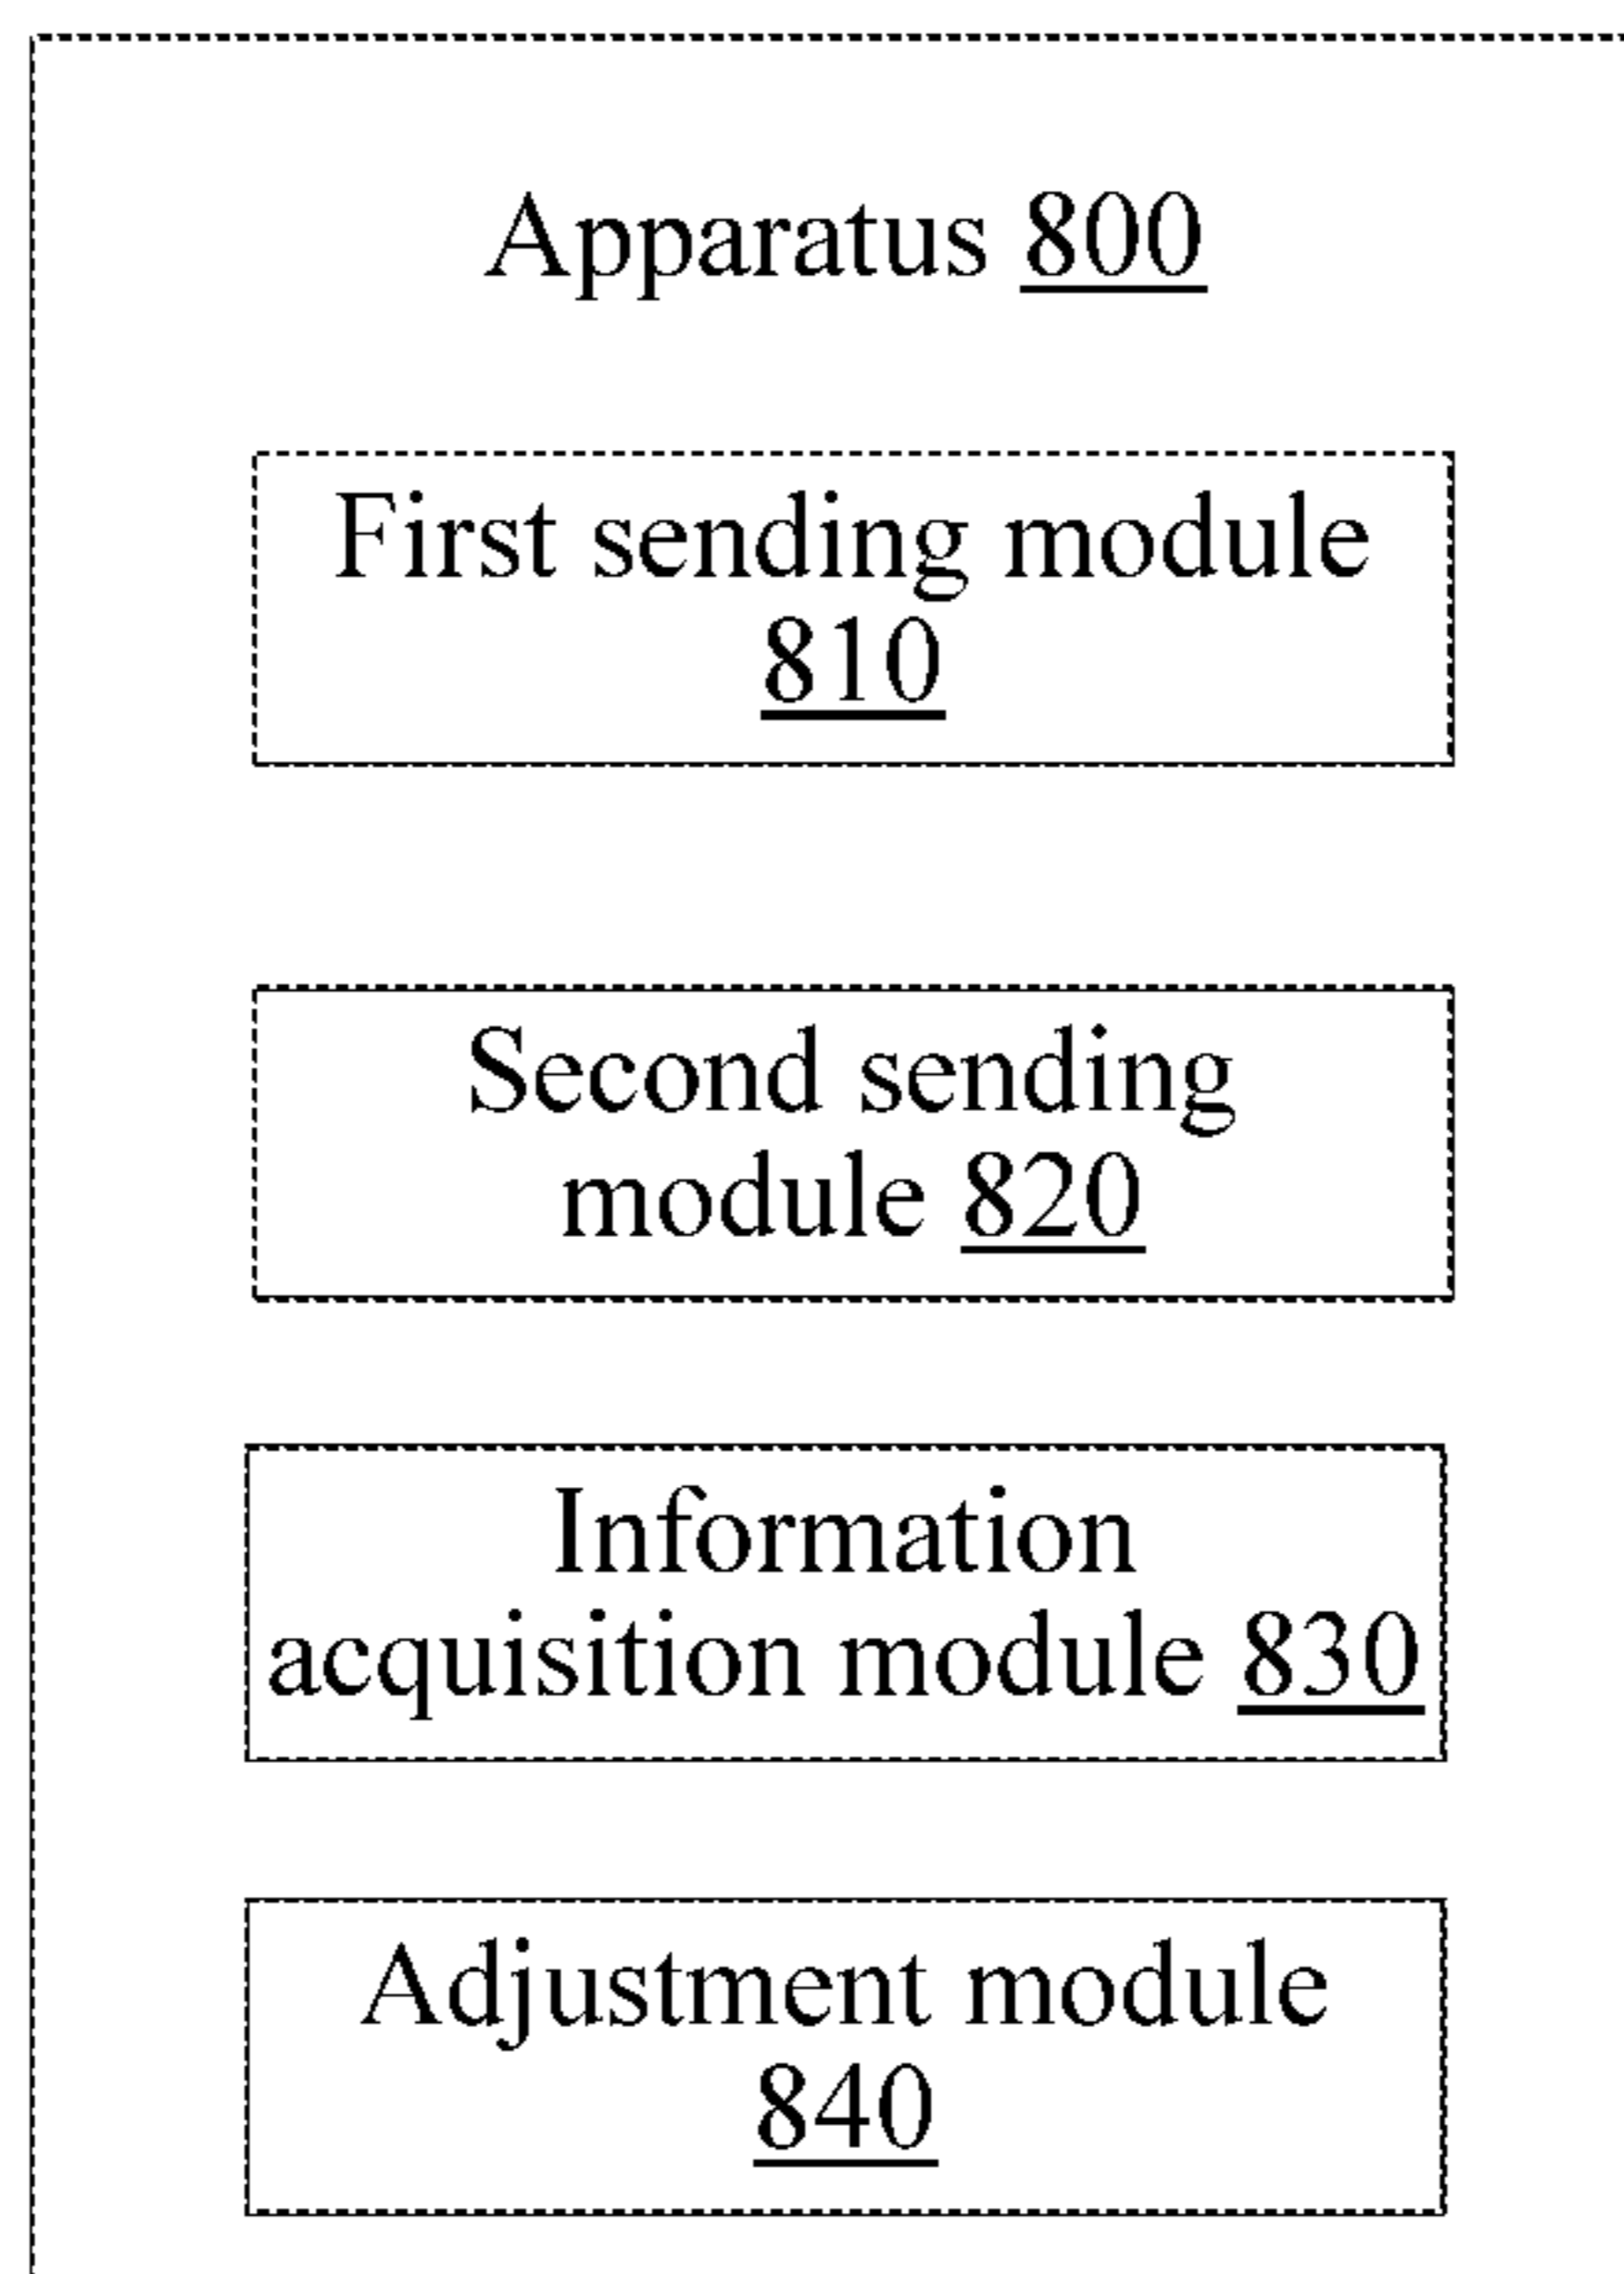 Apparatus 800
First sending module
810
Second sending
module 820
Information
acquisition module 830
Adjustment module
840